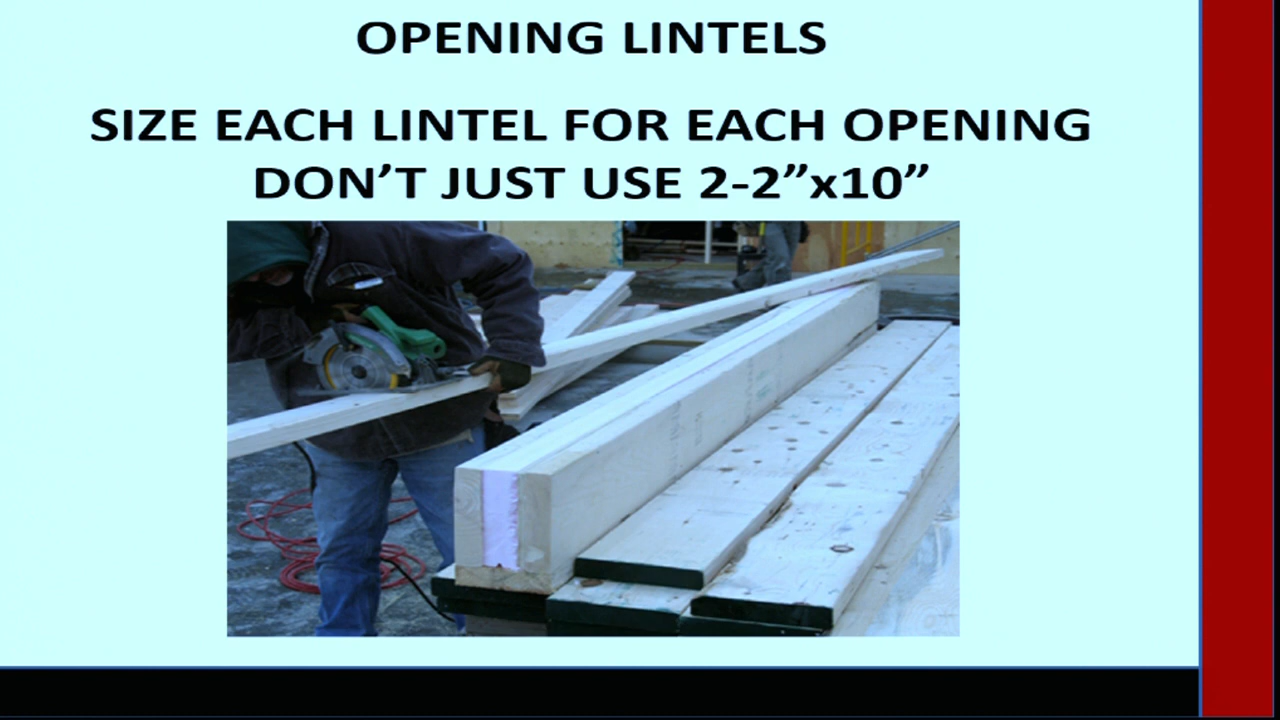 OPENING LINTELS
SIZE EACH LINTEL FOR EACH OPENING
DON’T JUST USE 2-2”x10”